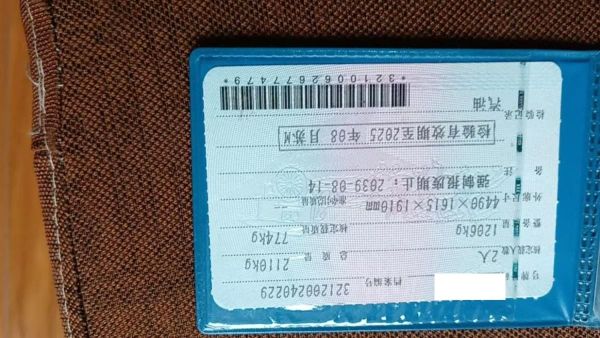 号牌号码 档案编号 321200240229
核定载人数 2人 总质量 2110kg
整备质量 1206kg 核定载质量 774kg
外廓尺寸 4490×1615×1910mm 准牵引总质量
备注 强制报废期止：2039-08-14
检验有效期至2025年08月苏M
检验记录
汽油
*3210062677479*